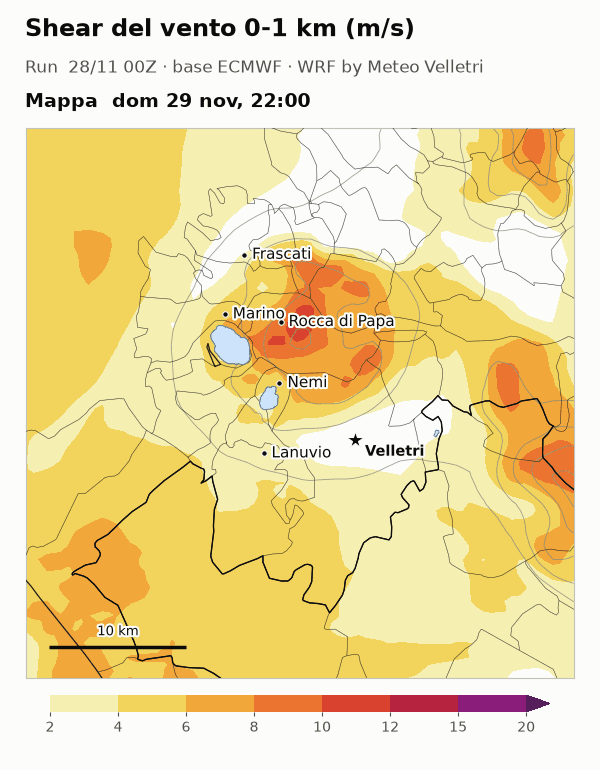 Shear del vento 0-1 km (m/s)
Run  28/11 00Z · base ECMWF · WRF by Meteo Velletri
Mappa  dom 29 nov, 22:00
Frascati
Marino
Rocca di Papa
Nemi
Velletri
Lanuvio
10 km
2 4 6 8 10 12 15 20